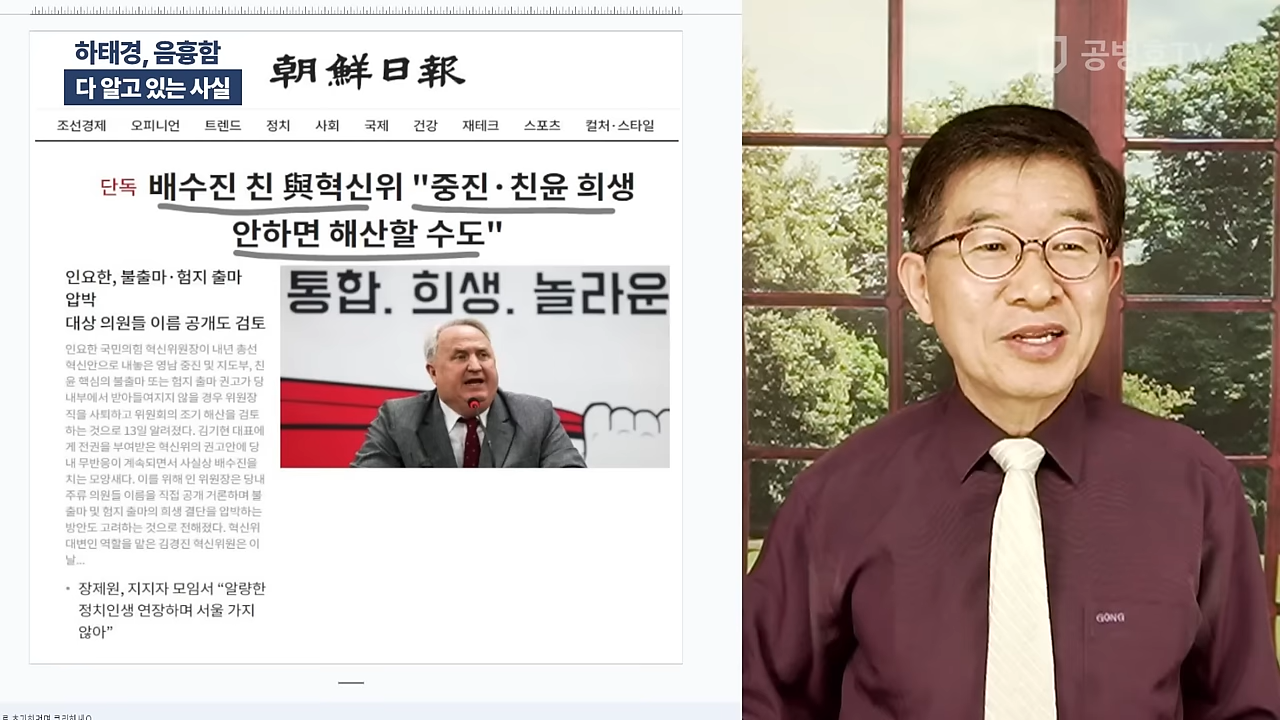 하태경, 음흉함
다 알고 있는 사실
朝鮮日報
공병호TV
조선경제 오피니언 트렌드 정치 사회 국제 건강 재테크 스포츠 컬처·스타일
단독 배수진 친 與혁신위 "중진·친윤 희생
안하면 해산할 수도"
인요한, 불출마·험지 출마
압박
대상 의원들 이름 공개도 검토
통합. 희생. 놀라운
인요한 국민의힘 혁신위원장이 내년 총선
혁신안으로 내놓은 영남 중진 및 지도부, 친
윤 핵심의 불출마 또는 험지 출마 권고가 당
내부에서 받아들여지지 않을 경우 위원장
직을 사퇴하고 위원회의 조기 해산을 검토
하는 것으로 13일 알려졌다. 김기현 대표에
게 전권을 부여받은 혁신위의 권고안에 당
내 무반응이 계속되면서 사실상 배수진을
치는 모양새다. 이를 위해 인 위원장은 당내
주류 의원들 이름을 직접 공개 거론하며 불
출마 및 험지 출마의 희생 결단을 압박하는
방안도 고려하는 것으로 전해졌다. 혁신위
대변인 역할을 맡은 김경진 혁신위원은 이
날...
• 장제원, 지지자 모임서 “알량한
정치인생 연장하며 서울 가지
않아”
GONG